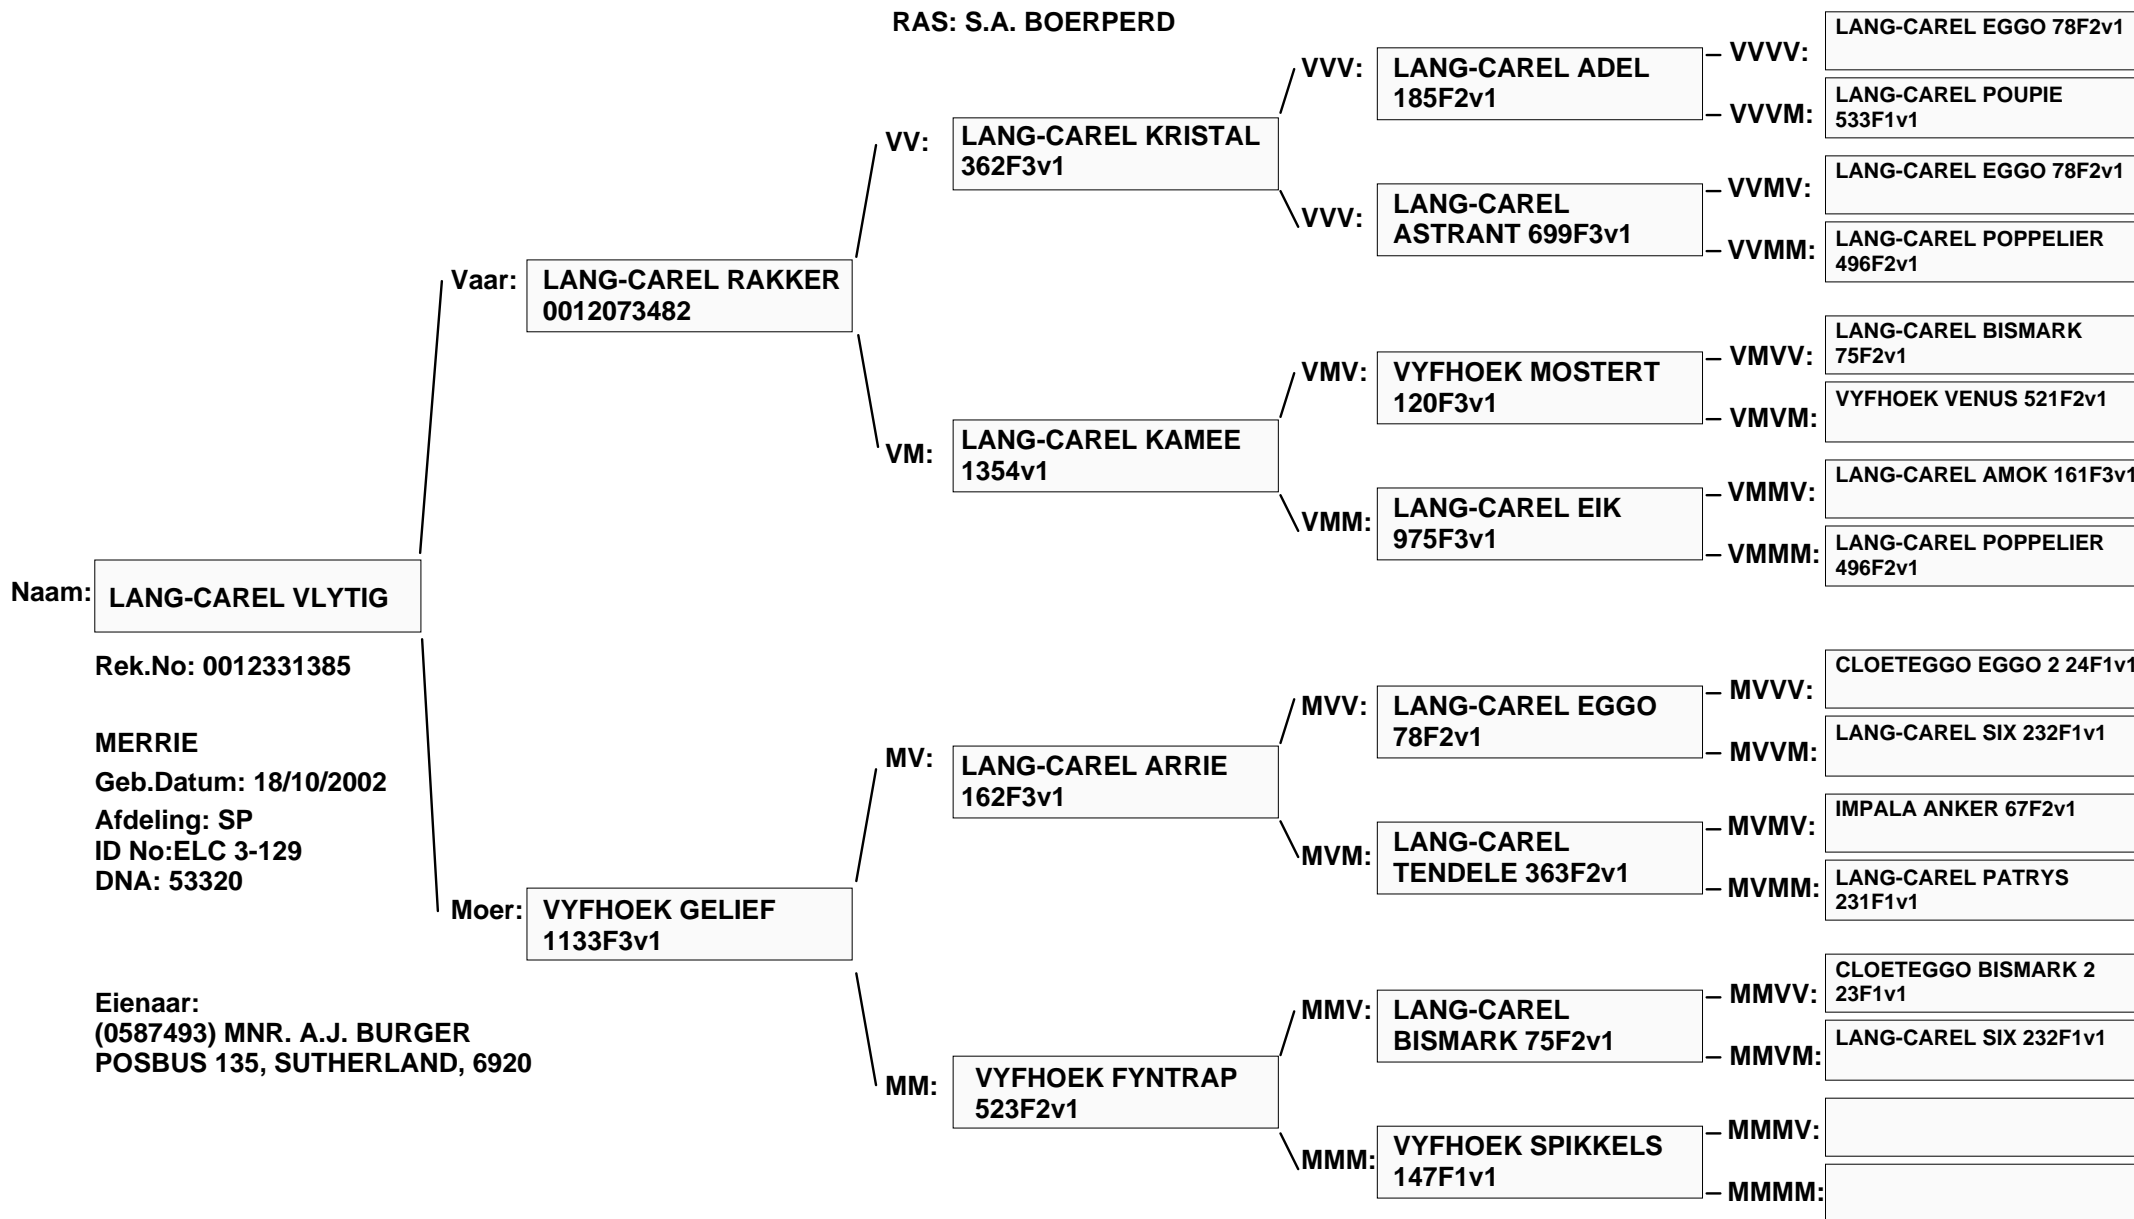 RAS: S.A. BOERPERD
Naam:
LANG-CAREL VLYTIG
Rek.No: 0012331385
MERRIE
Geb.Datum: 18/10/2002
Afdeling: SP
ID No:ELC 3-129
DNA: 53320
Eienaar:
(0587493) MNR. A.J. BURGER
POSBUS 135, SUTHERLAND, 6920
Vaar:
LANG-CAREL RAKKER
0012073482
Moer:
VYFHOEK GELIEF
1133F3v1
VV:
LANG-CAREL KRISTAL
362F3v1
VM:
LANG-CAREL KAMEE
1354v1
MV:
LANG-CAREL ARRIE
162F3v1
MM:
VYFHOEK FYNTRAP
523F2v1
VVV:
LANG-CAREL ADEL
185F2v1
VVV:
LANG-CAREL
ASTRANT 699F3v1
VMV:
VYFHOEK MOSTERT
120F3v1
VMM:
LANG-CAREL EIK
975F3v1
MVV:
LANG-CAREL EGGO
78F2v1
MVM:
LANG-CAREL
TENDELE 363F2v1
MMV:
LANG-CAREL
BISMARK 75F2v1
MMM:
VYFHOEK SPIKKELS
147F1v1
VVVV:
LANG-CAREL EGGO 78F2v1
VVVM:
LANG-CAREL POUPIE
533F1v1
VVMV:
LANG-CAREL EGGO 78F2v1
VVMM:
LANG-CAREL POPPELIER
496F2v1
VMVV:
LANG-CAREL BISMARK
75F2v1
VMVM:
VYFHOEK VENUS 521F2v1
VMMV:
LANG-CAREL AMOK 161F3v1
VMMM:
LANG-CAREL POPPELIER
496F2v1
MVVV:
CLOETEGGO EGGO 2 24F1v1
MVVM:
LANG-CAREL SIX 232F1v1
MVMV:
IMPALA ANKER 67F2v1
MVMM:
LANG-CAREL PATRYS
231F1v1
MMVV:
CLOETEGGO BISMARK 2
23F1v1
MMVM:
LANG-CAREL SIX 232F1v1
MMMV:
MMMM: